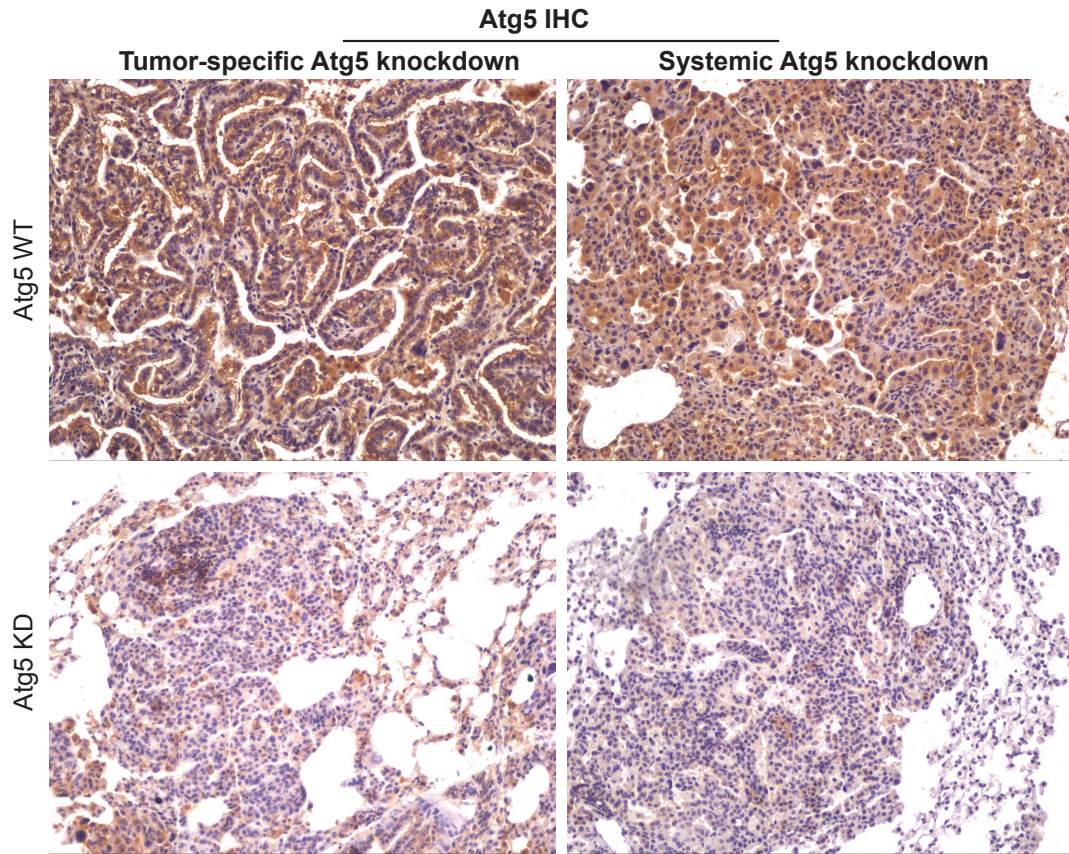 Atg5 IHC
Tumor-specific Atg5 knockdown
Systemic Atg5 knockdown
Atg5 WT
Atg5 KD